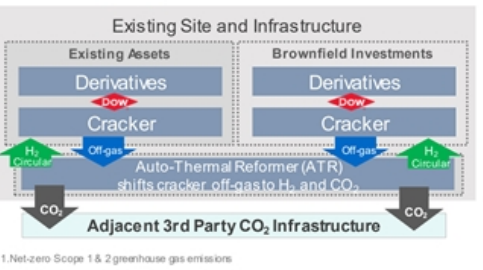 Existing Site and Infrastructure
Existing Assets
Brownfield Investments
Derivatives
Derivatives
Dow
Dow
Cracker
Cracker
H₂
Circular
Off-gas
Off-gas
H₂
Circular
Auto-Thermal Reformer (ATR)
shifts cracker off-gas to H₂ and CO₂
CO₂
CO₂
Adjacent 3rd Party CO₂ Infrastructure
1.Net-zero Scope 1 & 2 greenhouse gas emissions